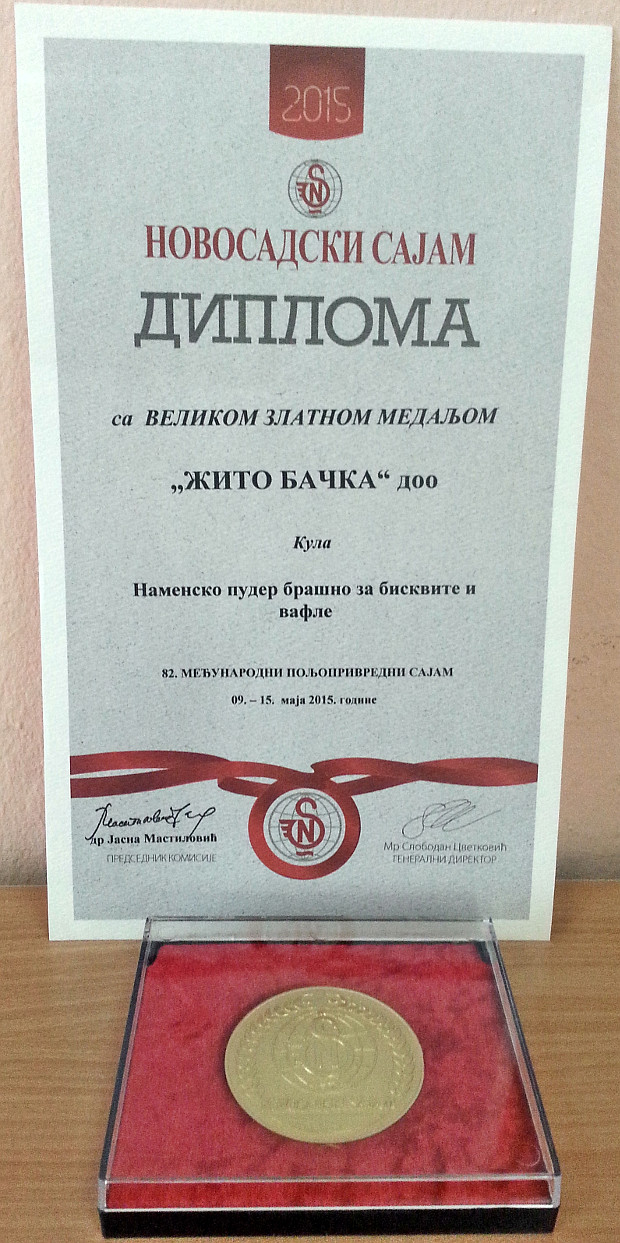 2015
НОВОСАДСКИ САЈАМ
ДИПЛОМА
са ВЕЛИКОМ ЗЛАТНОМ МЕДАЉОМ
„ЖИТО БАЧКА“ доо
Кула
Наменско пудер брашно за бисквите и
вафле
82. МЕЂУНАРОДНИ ПОЉОПРИВРЕДНИ САЈАМ
09. – 15. маја 2015. године
др Јасна Мастиловић
ПРЕДСЕДНИК КОМИСИЈЕ
Мр Слободан Цветковић
ГЕНЕРАЛНИ ДИРЕКТОР